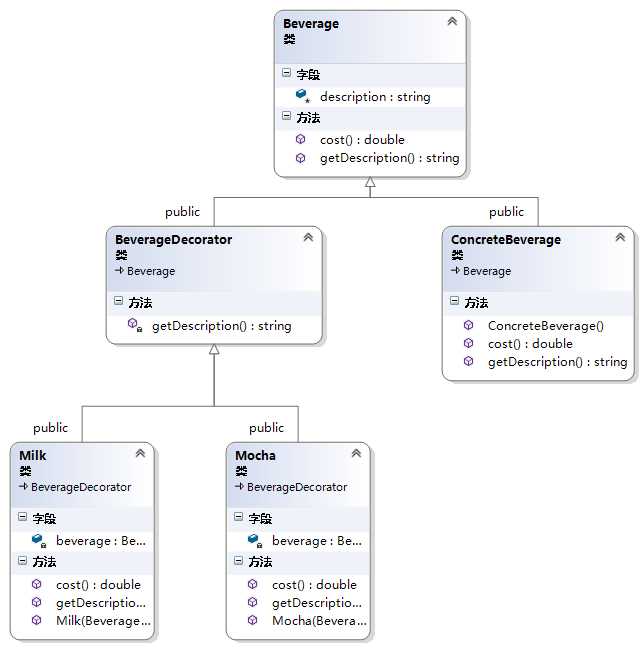 Beverage
类
字段
description : string
方法
cost() : double
getDescription() : string
public
public
BeverageDecorator
类
Beverage
方法
getDescription() : string
ConcreteBeverage
类
Beverage
方法
ConcreteBeverage()
cost() : double
getDescription() : string
public
public
Milk
类
BeverageDecorator
字段
beverage : Be...
方法
cost() : double
getDescriptio...
Milk(Beverage...
Mocha
类
BeverageDecorator
字段
beverage : Be...
方法
cost() : double
getDescriptio...
Mocha(Bevera...